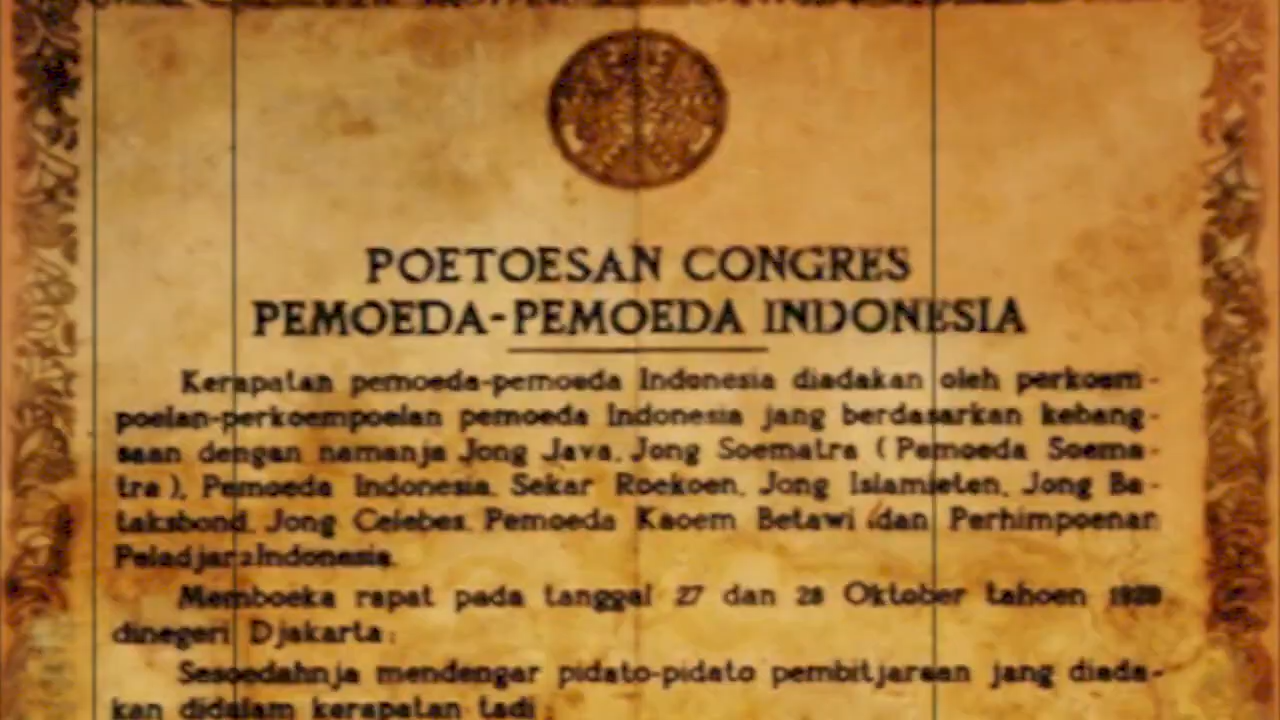 POETOESAN CONGRES
PEMOEDA-PEMOEDA INDONESIA
Kerapatan pemoeda-pemoeda Indonesia diadakan oleh perkoem-
poelan-perkoempoelan pemoeda Indonesia jang berdasarkan kebang-
saan dengan namanja Jong Java, Jong Soematra (Pemoeda Soema-
tra), Pemoeda Indonesia, Sekar Roekoen, Jong Islamieten, Jong Ba-
taksbond, Jong Celebes, Pemoeda Kaoem Betawi dan Perhimpoenan
Peladjar2Indonesia.
Memboeka rapat pada tanggal 27 dan 28 Oktober tahoen 1928
dinegeri Djakarta;
Sesoedahnja mendengar pidato-pidato pembitjaraan jang diada-
kan didalam kerapatan tadi;